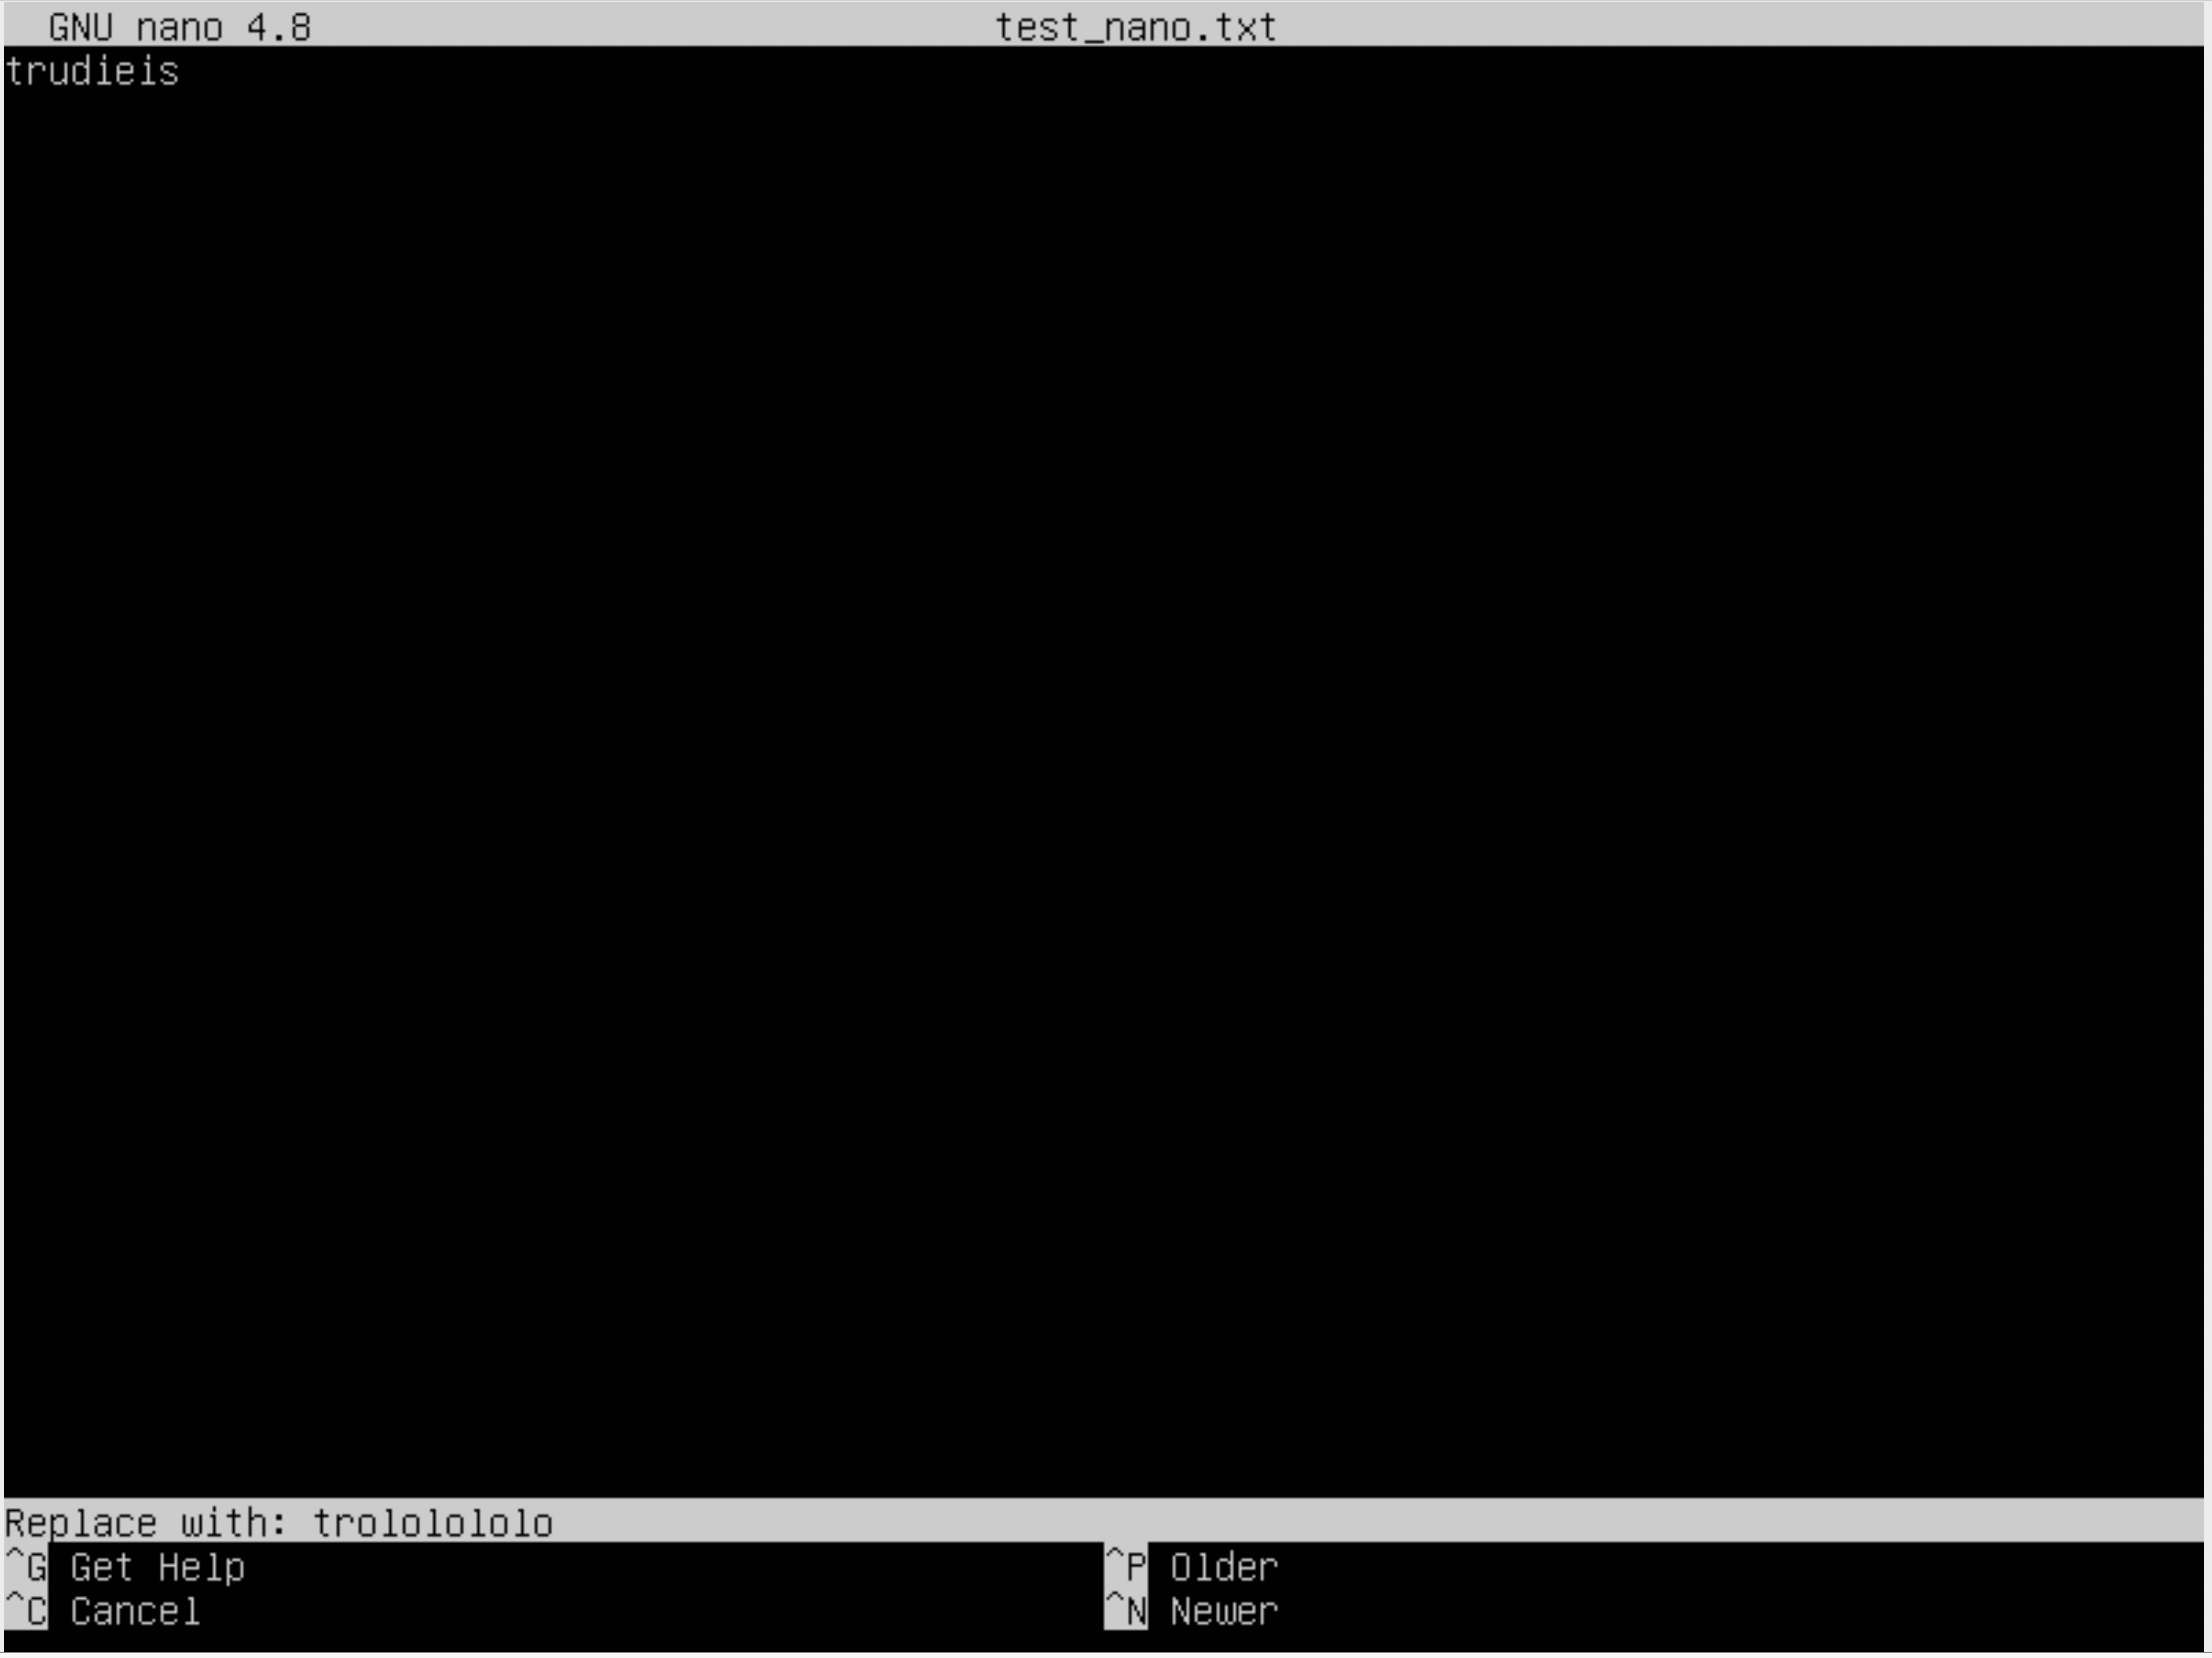 GNU nano 4.8 test_nano.txt
trudieis
Replace with: trololololo
^G Get Help ^P Older
^C Cancel ^N Newer